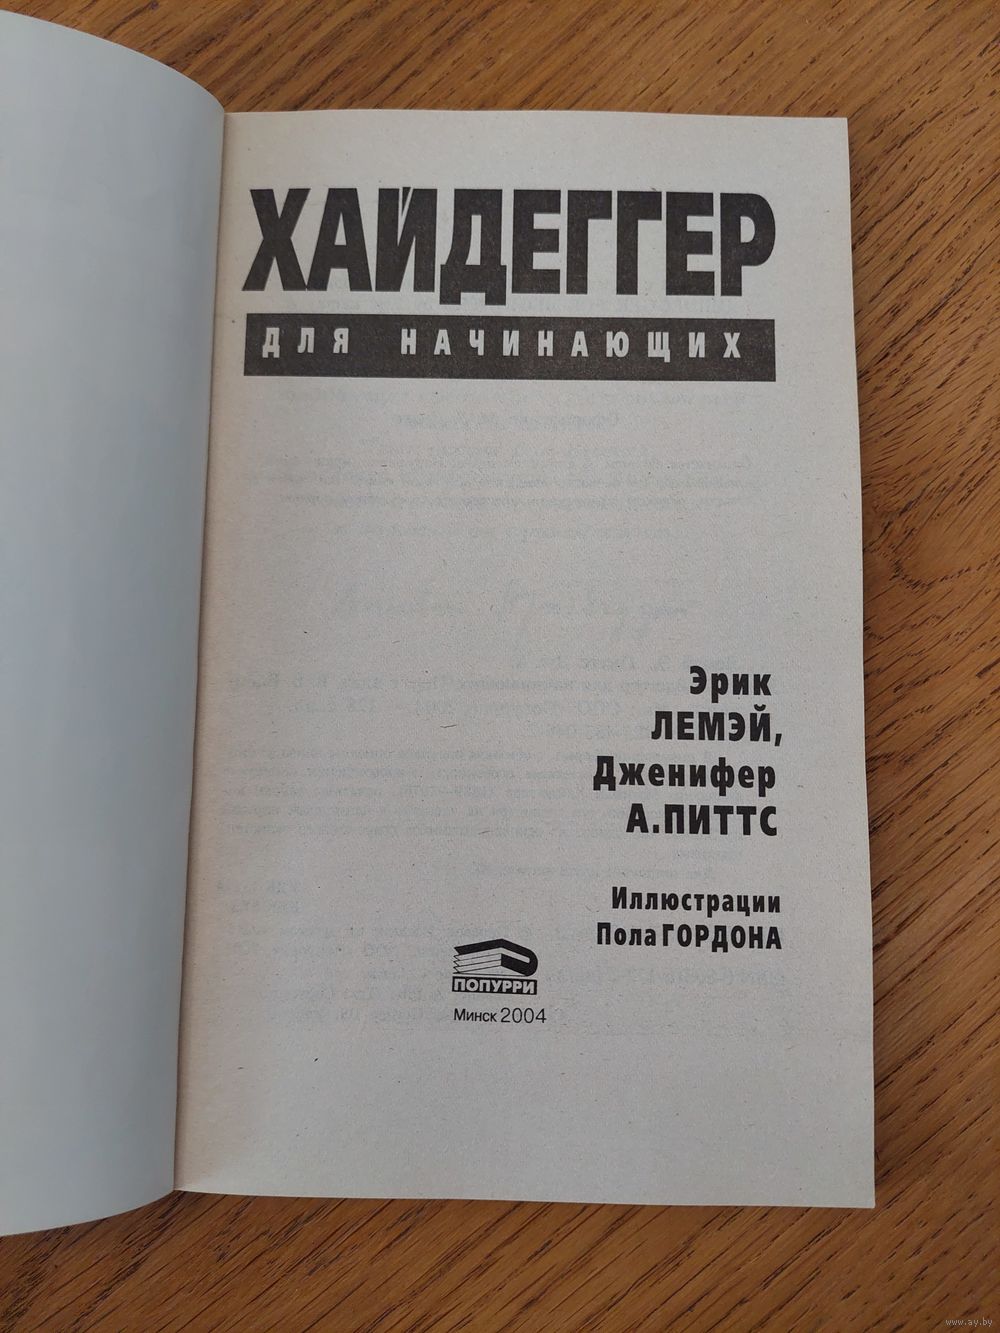 ХАЙДЕГГЕР
ДЛЯ НАЧИНАЮЩИХ
Эрик
ЛЕМЭЙ,
Дженифер
А.ПИТТС
Иллюстрации
Пола ГОРДОНА
ПОПУРРИ
Минск 2004
www.ay.by